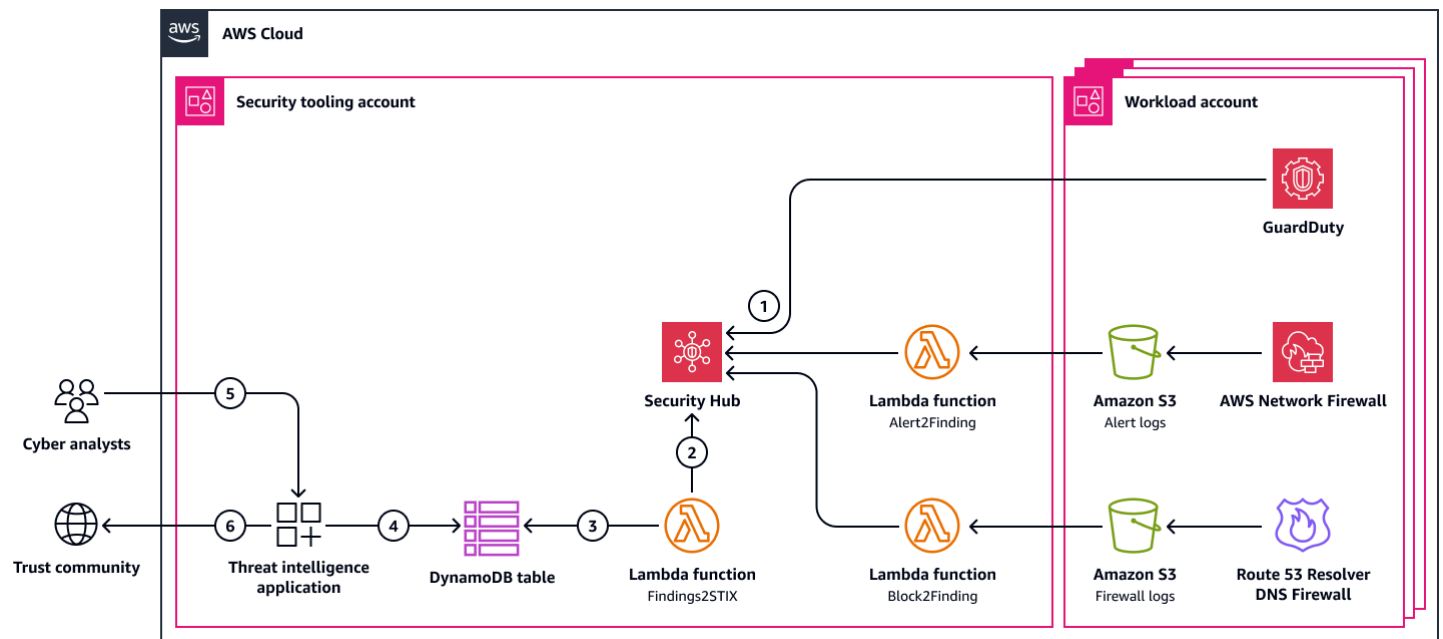 aws
AWS Cloud
Security tooling account
Workload account
GuardDuty
1
Security Hub
Lambda function
Alert2Finding
Amazon S3
Alert logs
AWS Network Firewall
5
Cyber analysts
2
6
Trust community
4
3
Threat intelligence
application
DynamoDB table
Lambda function
Findings2STIX
Lambda function
Block2Finding
Amazon S3
Firewall logs
Route 53 Resolver
DNS Firewall